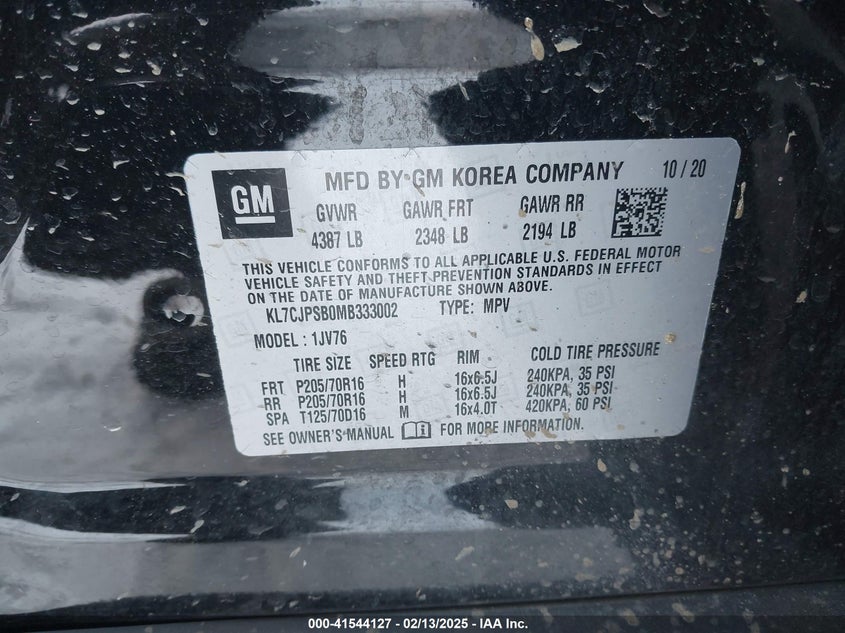 GM MFD BY GM KOREA COMPANY 10 / 20
GVWR GAWR FRT GAWR RR
4387 LB 2348 LB 2194 LB
THIS VEHICLE CONFORMS TO ALL APPLICABLE U.S. FEDERAL MOTOR
VEHICLE SAFETY AND THEFT PREVENTION STANDARDS IN EFFECT
ON THE DATE OF MANUFACTURE SHOWN ABOVE.
KL7CJPSB0MB333002 TYPE: MPV
MODEL : 1JV76
TIRE SIZE SPEED RTG RIM COLD TIRE PRESSURE
FRT P205/70R16 H 16x6.5J 240KPA, 35 PSI
RR P205/70R16 H 16x6.5J 240KPA, 35 PSI
SPA T125/70D16 M 16x4.0T 420KPA, 60 PSI
SEE OWNER'S MANUAL FOR MORE INFORMATION.
000-41544127 - 02/13/2025 - IAA Inc.